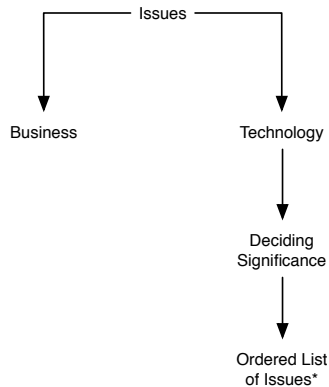 Issues
Business
Technology
Deciding
Significance
Ordered List
of Issues*